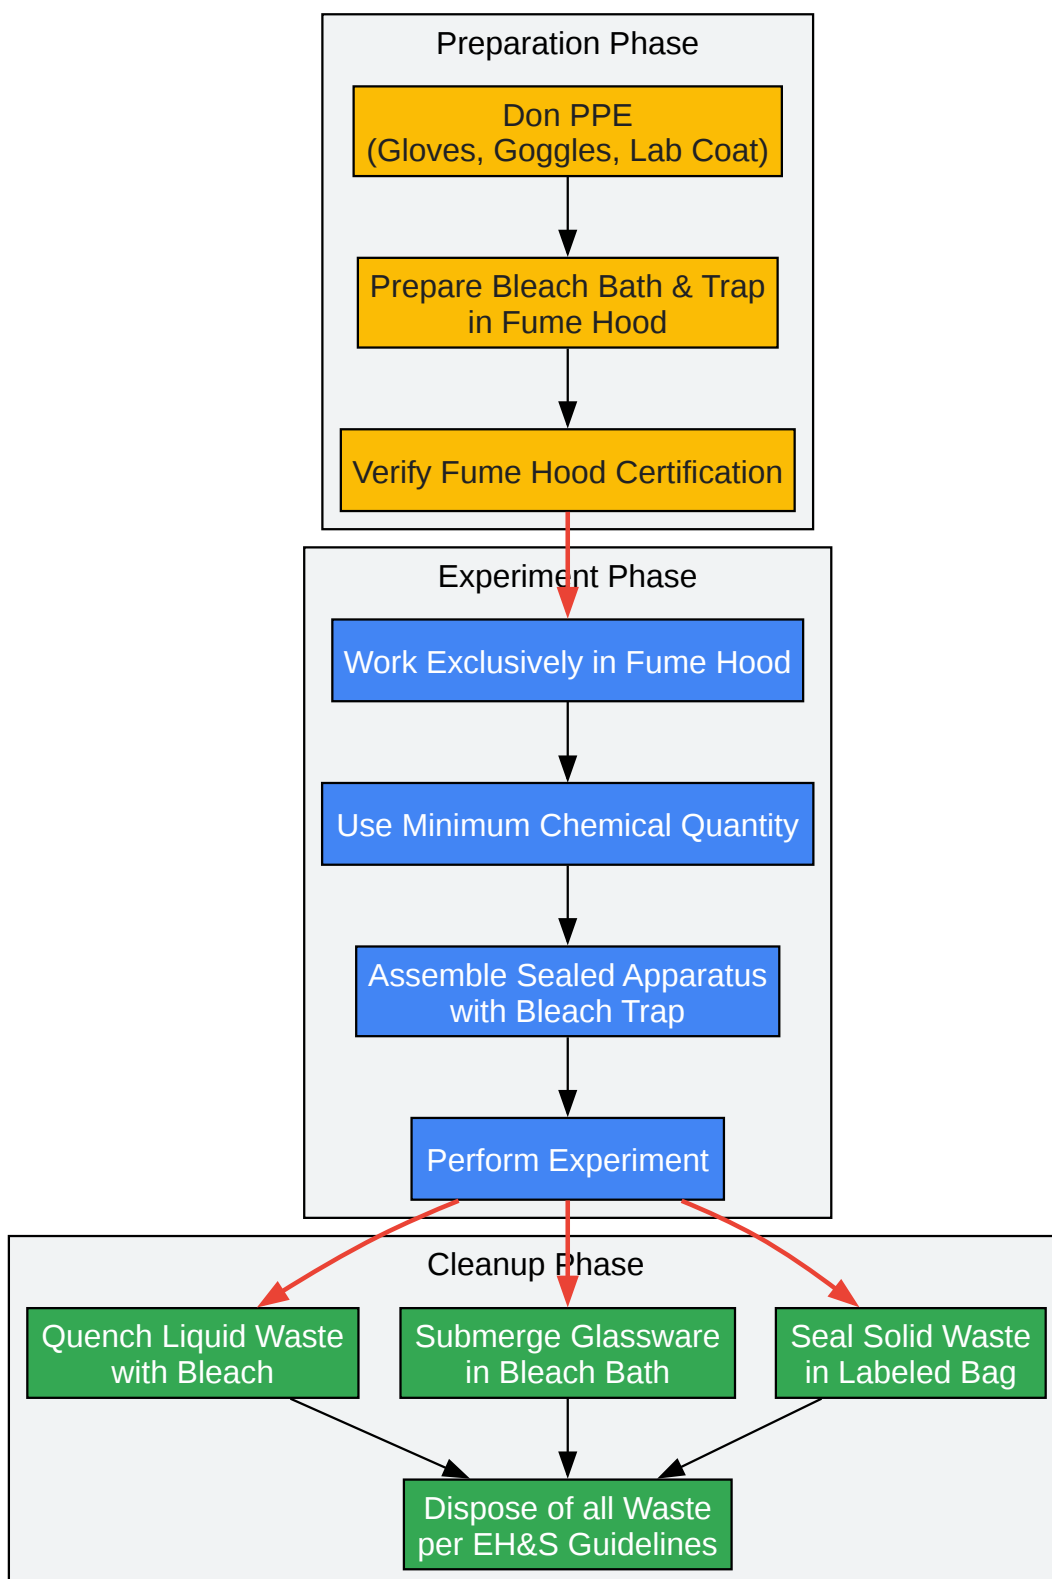 Preparation Phase
Don PPE
(Gloves, Goggles, Lab Coat)
Prepare Bleach Bath & Trap
in Fume Hood
Verify Fume Hood Certification
Experiment Phase
Work Exclusively in Fume Hood
Use Minimum Chemical Quantity
Assemble Sealed Apparatus
with Bleach Trap
Perform Experiment
Cleanup Phase
Quench Liquid Waste
with Bleach
Submerge Glassware
in Bleach Bath
Seal Solid Waste
in Labeled Bag
Dispose of all Waste
per EH&S Guidelines